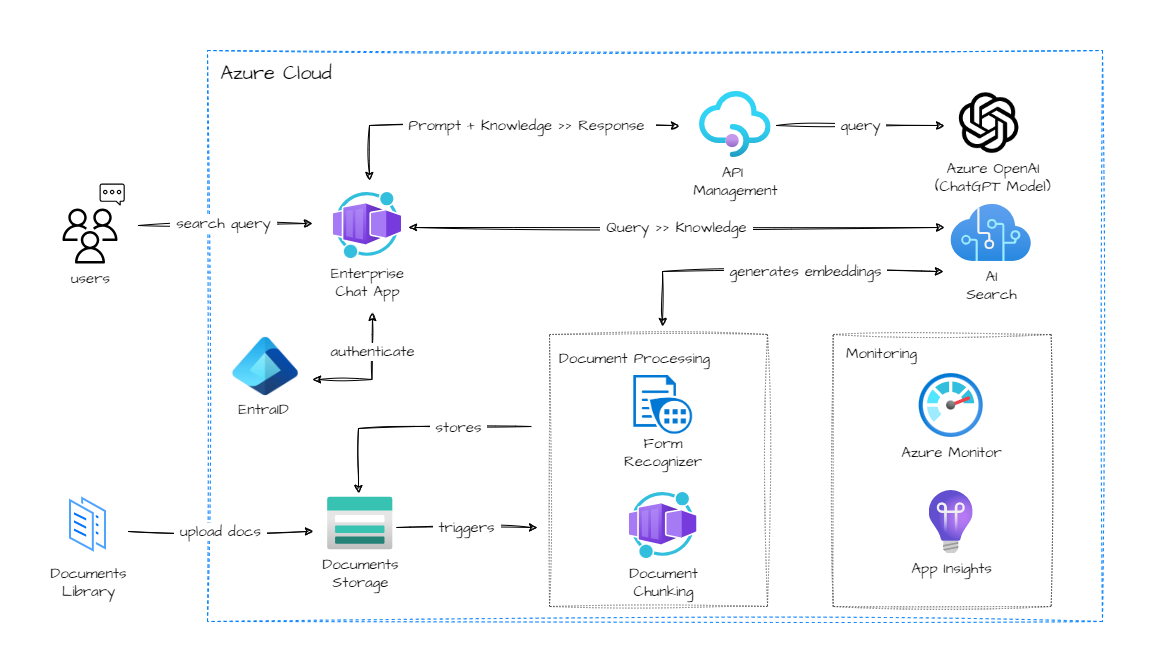 Azure Cloud
Prompt + Knowledge >> Response
query
API
Management
Azure OpenAI
(ChatGPT Model)
search query
Query >> Knowledge
users
Enterprise
Chat App
generates embeddings
AI
Search
authenticate
EntraID
Document Processing
Monitoring
Form
Recognizer
Azure Monitor
stores
upload docs
triggers
Documents
Storage
Documents
Library
Document
Chunking
App Insights